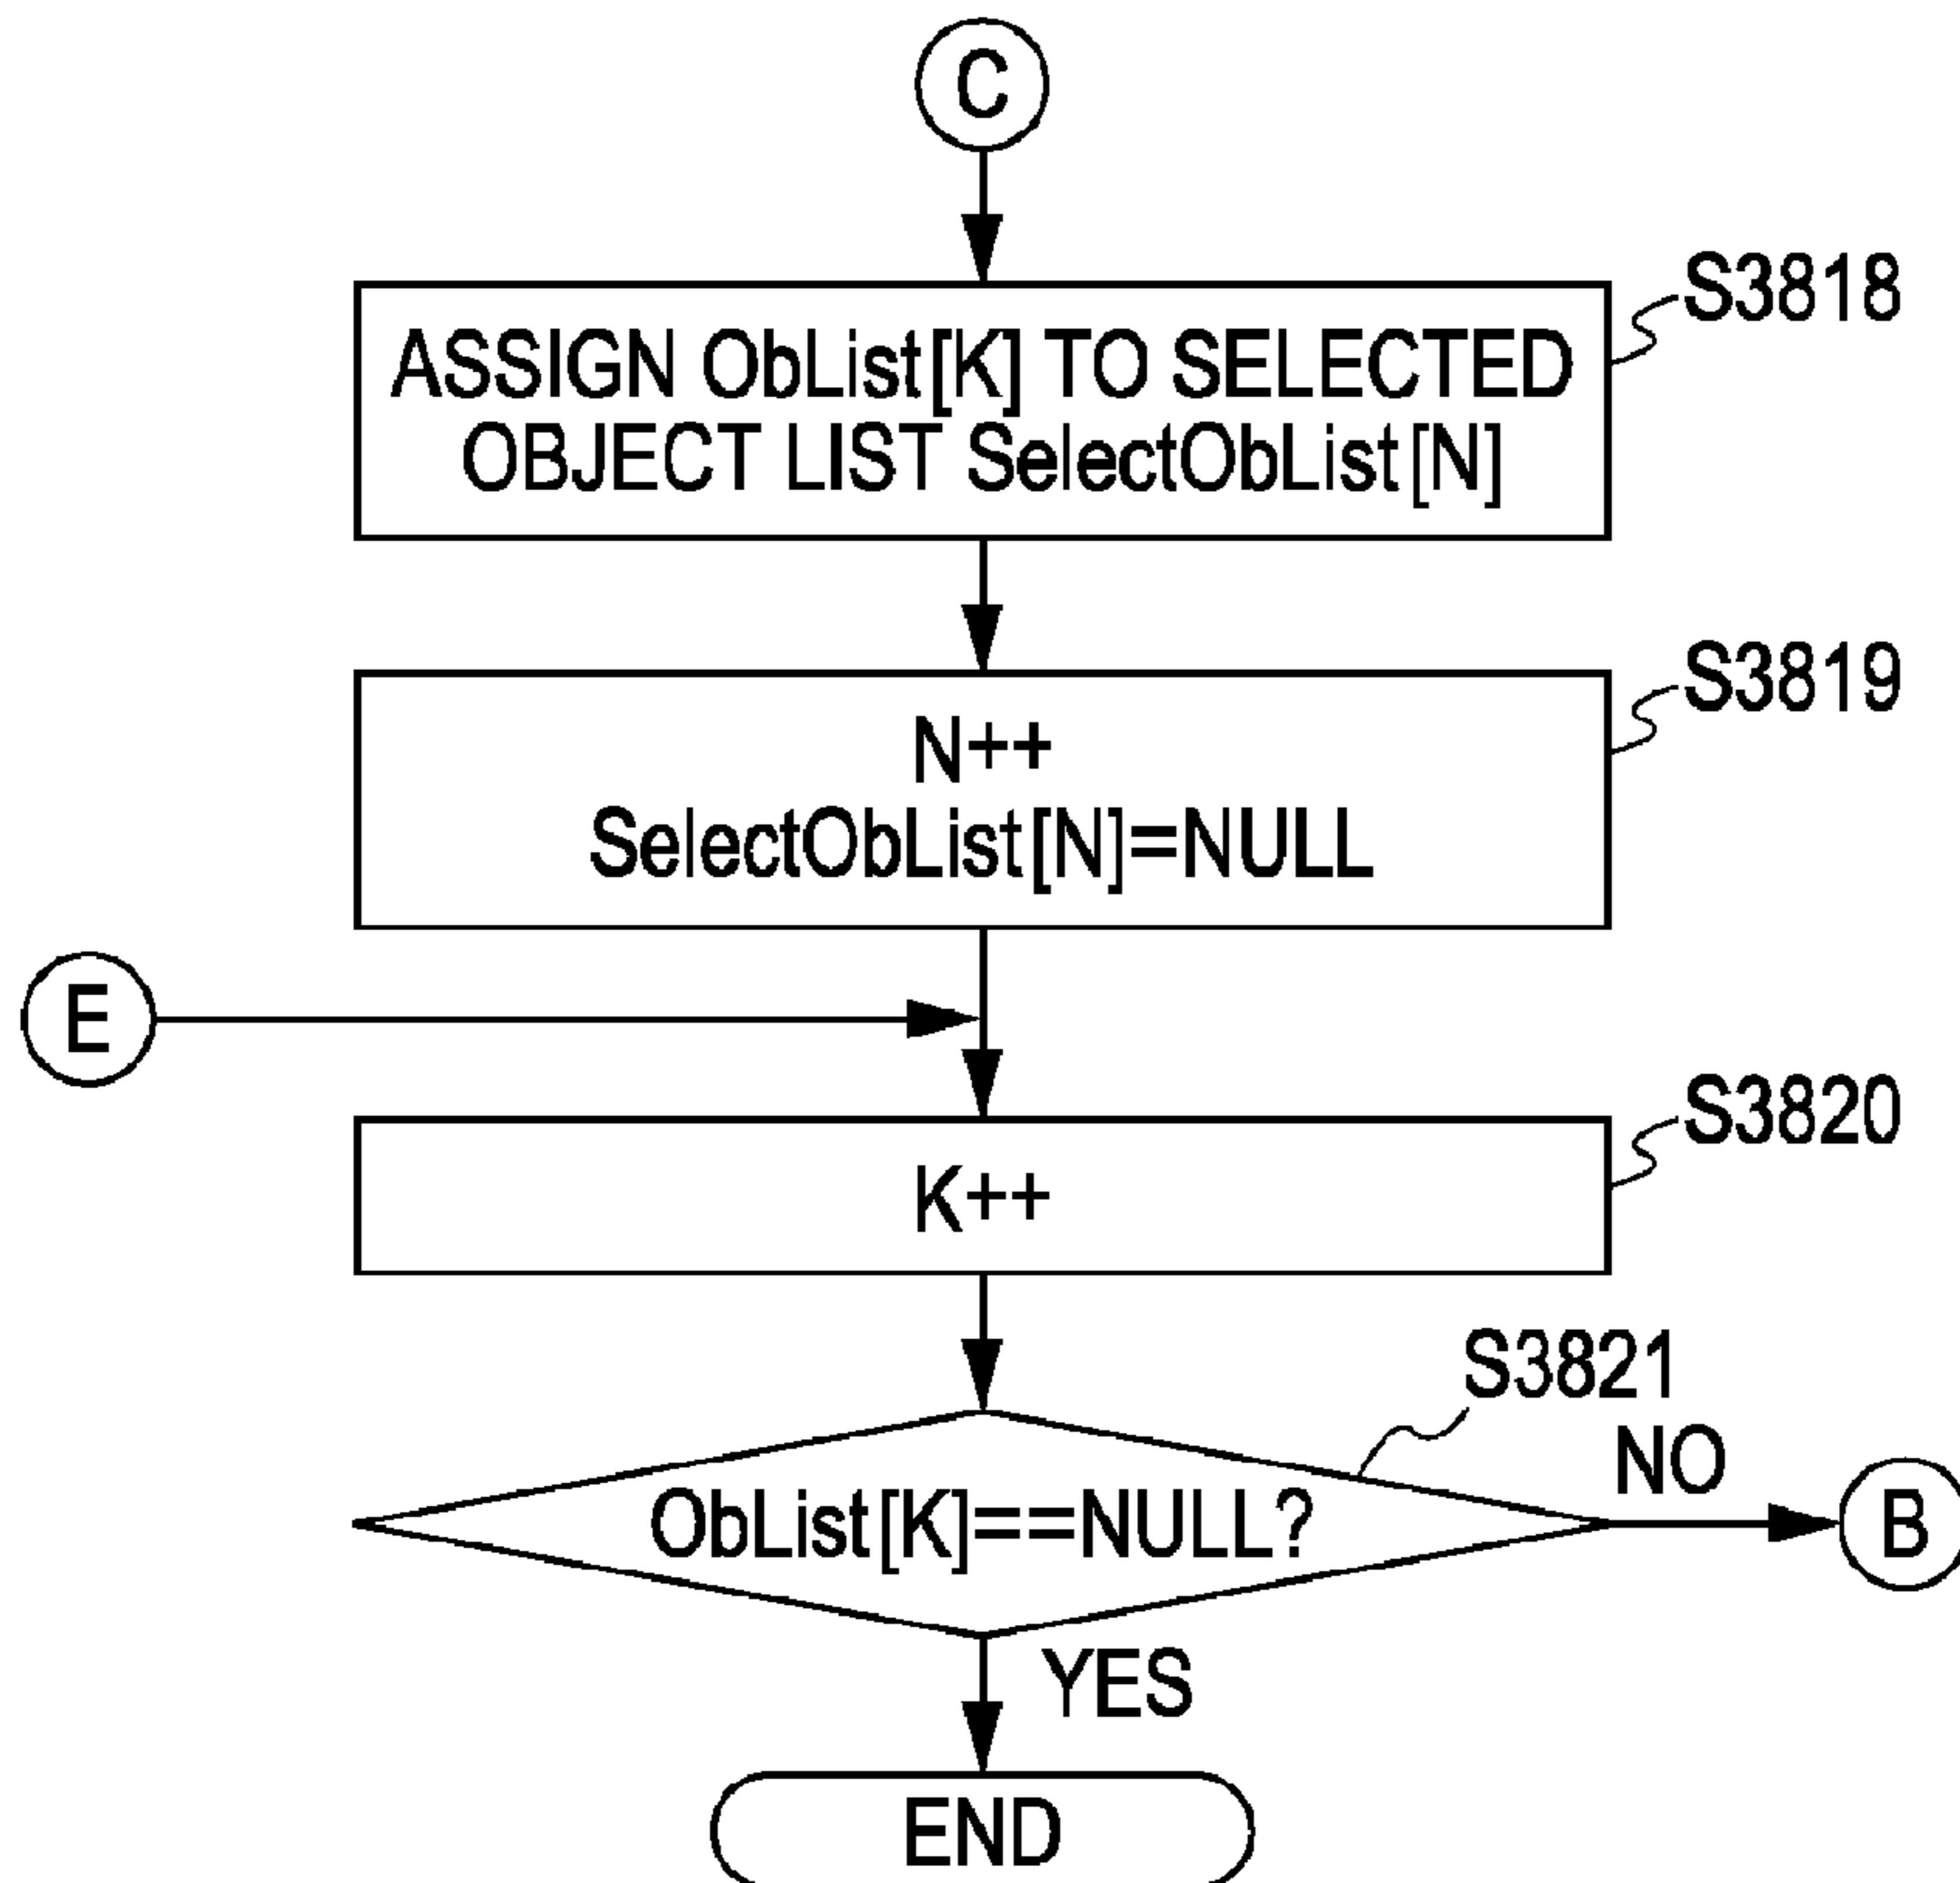 C
S3818
ASSIGN ObList[K] TO SELECTED
OBJECT LIST SelectObList[N]
S3819
N++
SelectObList[N]=NULL
E
S3820
K++
S3821
NO
ObList[K]==NULL?
B
YES
END